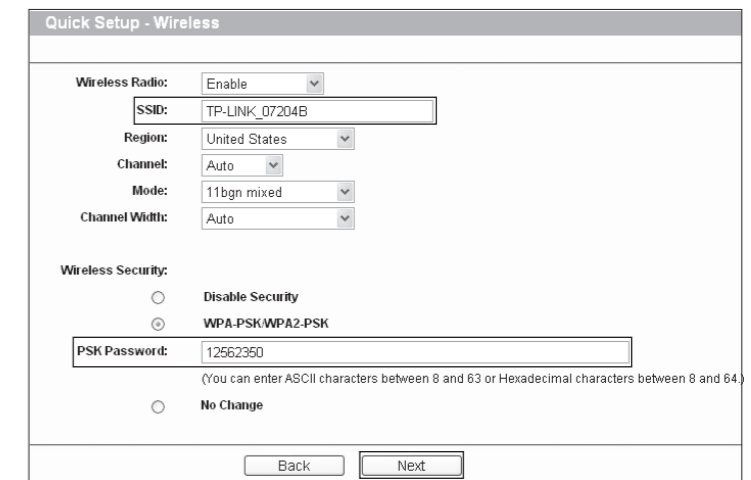 Quick Setup - Wireless
Wireless Radio: Enable
SSID: TP-LINK_07204B
Region: United States
Channel: Auto
Mode: 11bgn mixed
Channel Width: Auto
Wireless Security:
Disable Security
WPA-PSK/WPA2-PSK
PSK Password: 12562350
(You can enter ASCII characters between 8 and 63 or Hexadecimal characters between 8 and 64.)
No Change
Back Next